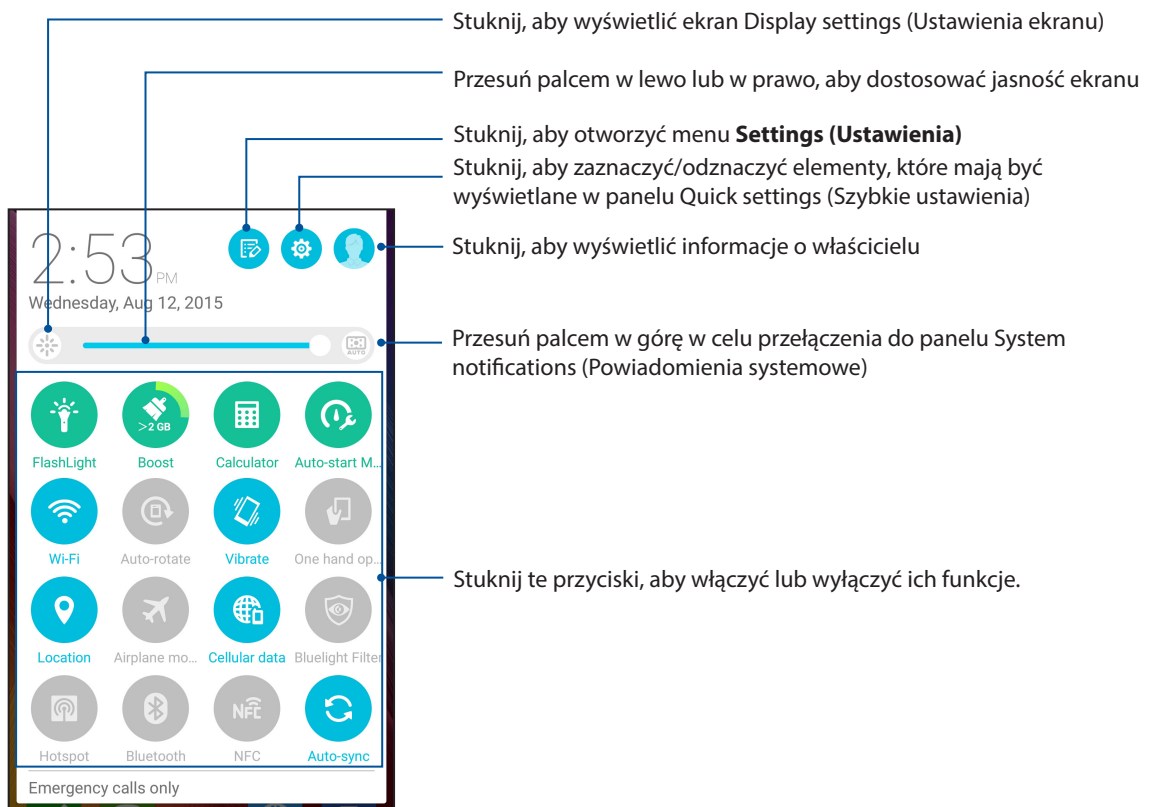 Stuknij, aby wyświetlić ekran Display settings (Ustawienia ekranu)
Przesuń palcem w lewo lub w prawo, aby dostosować jasność ekranu
Stuknij, aby otworzyć menu Settings (Ustawienia)
Stuknij, aby zaznaczyć/odznaczyć elementy, które mają być
wyświetlane w panelu Quick settings (Szybkie ustawienia)
Stuknij, aby wyświetlić informacje o właścicielu
Przesuń palcem w górę w celu przełączenia do panelu System
notifications (Powiadomienia systemowe)
Stuknij te przyciski, aby włączyć lub wyłączyć ich funkcje.
2:53 PM
Wednesday, Aug 12, 2015
AUTO
>2 GB
FlashLight Boost Calculator Auto-start M...
Wi-Fi Auto-rotate Vibrate One hand op...
Location Airplane mo... Cellular data Bluelight Filter
NFC
Hotspot Bluetooth NFC Auto-sync
Emergency calls only